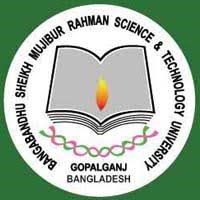 BANGABANDHU SHEIKH MUJIBUR RAHMAN SCIENCE & TECHNOLOGY UNIVERSITY
GOPALGANJ
BANGLADESH